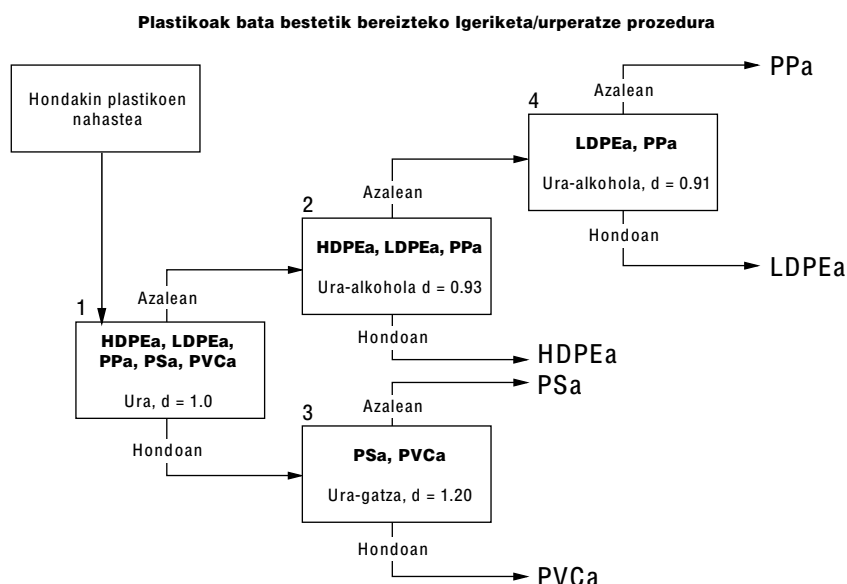 Plastikoak bata bestetik bereizteko Igeriketa/urperatze prozedura
Hondakin plastikoen
nahastea
1
HDPEa, LDPEa,
PPa, PSa, PVCa
Ura, d = 1.0
Azalean
Hondoan
2
HDPEa, LDPEa, PPa
Ura-alkohola d = 0.93
Azalean
Hondoan
HDPEa
3
PSa, PVCa
Ura-gatza, d = 1.20
Azalean
PSa
Hondoan
PVCa
4
LDPEa, PPa
Ura-alkohola, d = 0.91
Azalean
PPa
Hondoan
LDPEa